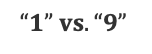 “1” vs. “9”